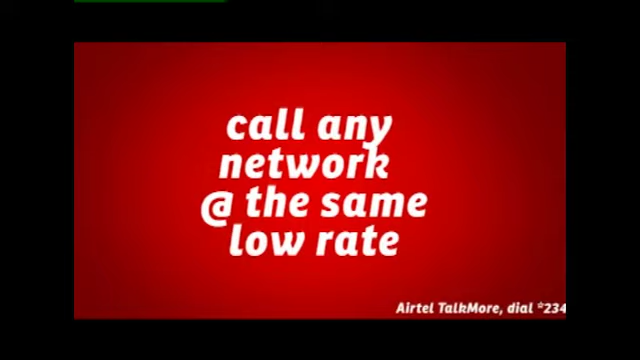 call any
network
@ the same
low rate
Airtel TalkMore, dial *234